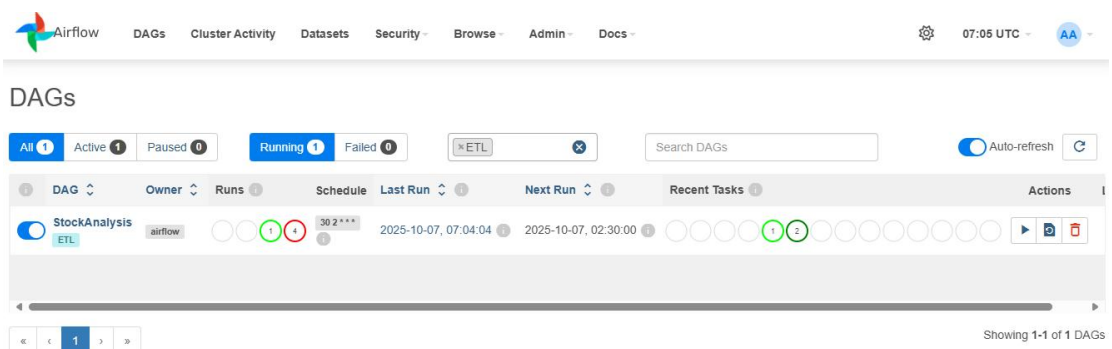 Airflow DAGs Cluster Activity Datasets Security Browse Admin Docs 07:05 UTC AA
DAGs
All 1 Active 1 Paused 0 Running 1 Failed 0 × ETL Search DAGs Auto-refresh
i DAG Owner Runs i Schedule Last Run i Next Run i Recent Tasks i Actions L
StockAnalysis airflow 1 4 30 2 * * * i 2025-10-07, 07:04:04 i 2025-10-07, 02:30:00 i 1 2
ETL
« ‹ 1 › » Showing 1-1 of 1 DAGs